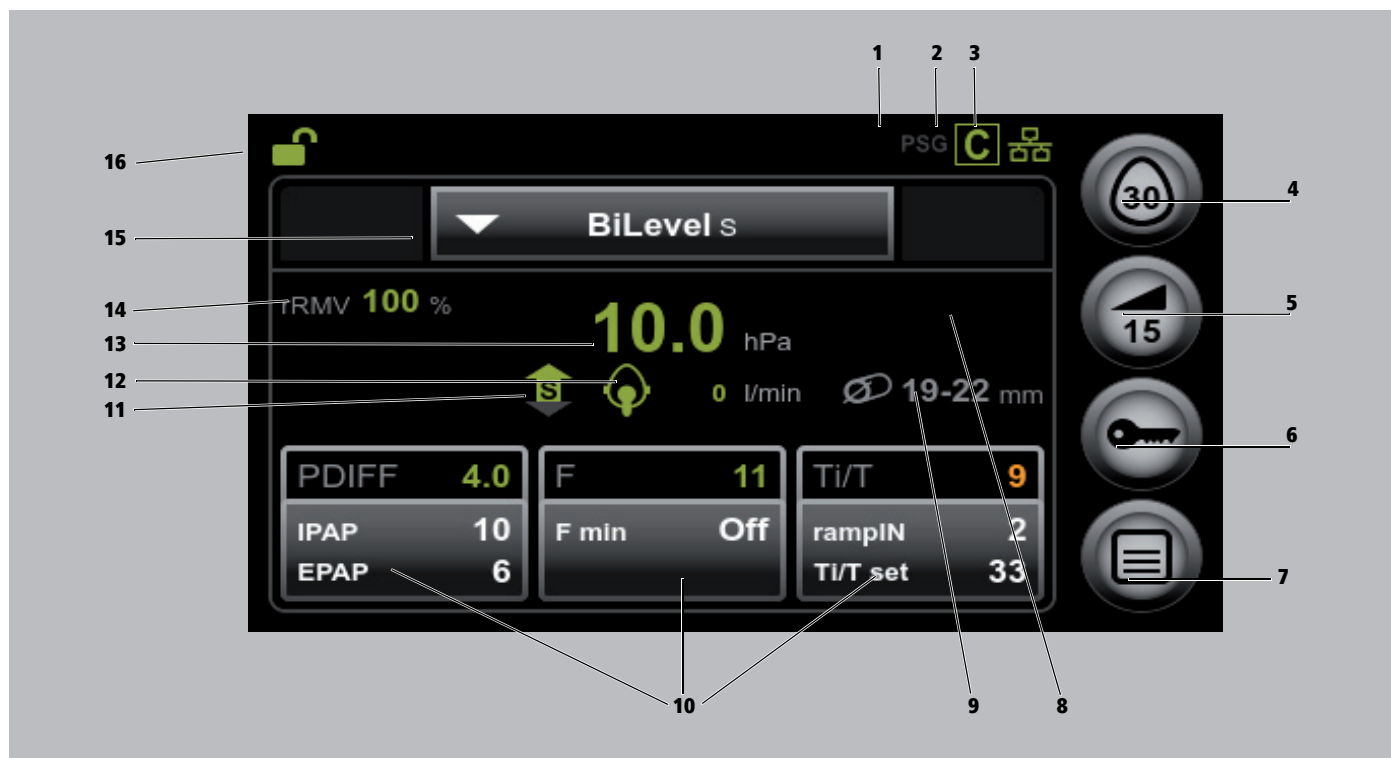 1 2 3
PSG C
16
30 4
15 BiLevel S
14 rRMV 100 %
13 10.0 hPa
15 5
12
11 S 0 l/min 19-22 mm
6
PDIFF 4.0 F 11 Ti/T 9
IPAP 10 F min Off rampIN 2
EPAP 6 Ti/T set 33
7
10 9 8